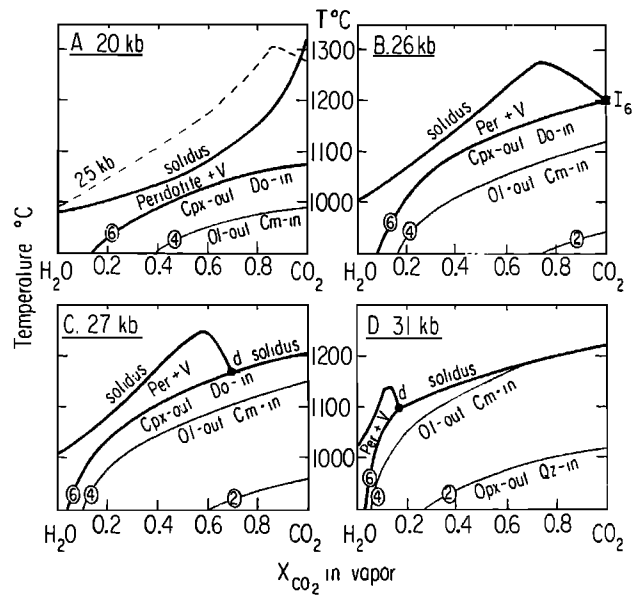 A 20 kb
T°C
B. 26 kb
1300
1200
1100
1000
25 kb
solidus
Peridotite + V
Cpx-out Do-in
Ol-out Cm-in
⑥
④
H₂O 0.4 0.6 CO₂
solidus
Per + V
Cpx-out Do-in
Ol-out Cm-in
I₆
⑥
④
②
H₂O 0.2 0.4 0.6 0.8 CO₂
Temperature °C
C. 27 kb
solidus
Per + V
d solidus
Cpx-out Do-in
Ol-out Cm-in
⑥
④
②
H₂O 0.2 0.4 0.6 0.8 CO₂
1200
1100
1000
D 31 kb
d
solidus
Per + V
Ol-out Cm-in
Opx-out Qz-in
⑥
④
②
H₂O 0.2 0.4 0.6 0.8 CO₂
X CO₂ in vapor